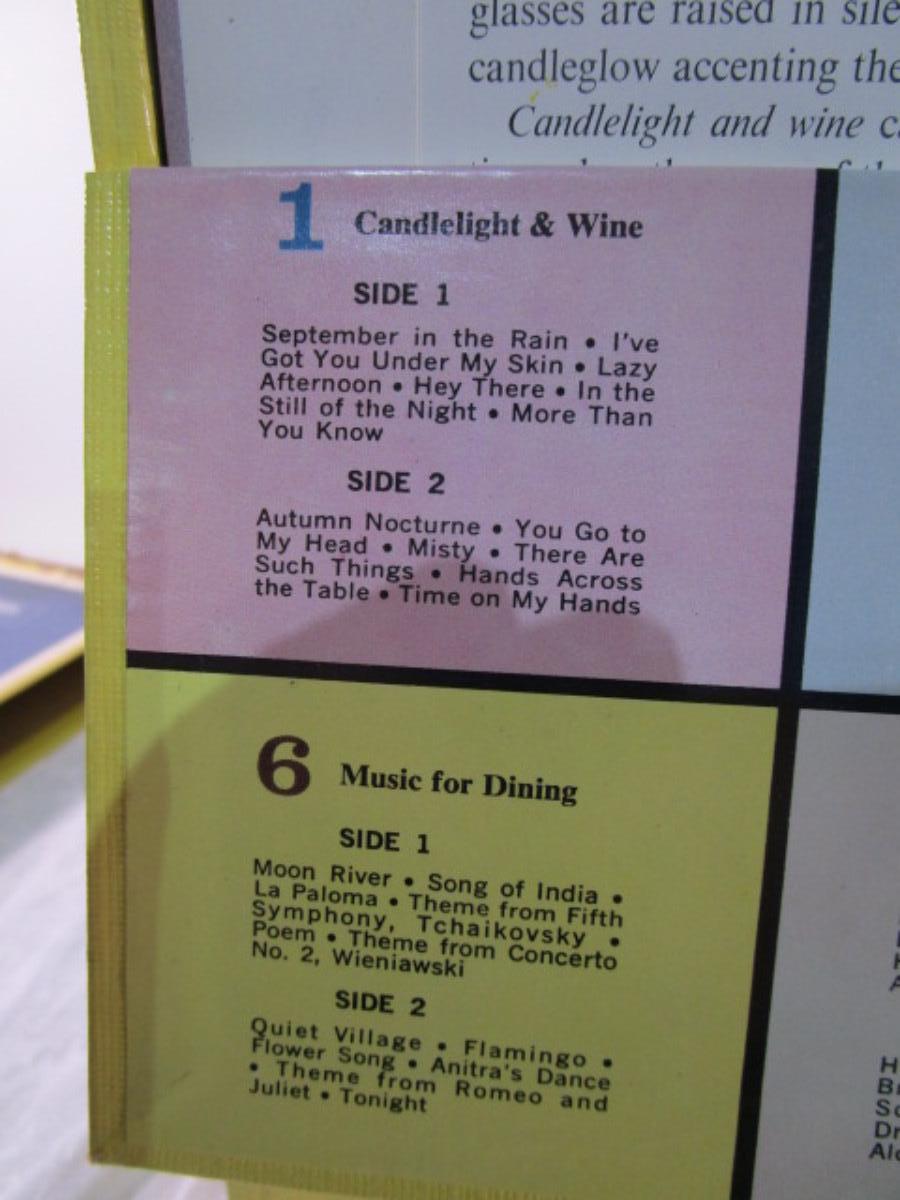 glasses are raised in
candleglow accenting the
Candlelight and wine
1 Candlelight & Wine
SIDE 1
September in the Rain • I've
Got You Under My Skin • Lazy
Afternoon • Hey There • In the
Still of the Night • More Than
You Know
SIDE 2
Autumn Nocturne • You Go to
My Head • Misty • There Are
Such Things • Hands Across
the Table • Time on My Hands
6 Music for Dining
SIDE 1
Moon River • Song of India •
La Paloma • Theme from Fifth
Symphony, Tchaikovsky •
Poem • Theme from Concerto
No. 2, Wieniawski
SIDE 2
Quiet Village • Flamingo •
Flower Song • Anitra's Dance
• Theme from Romeo and
Juliet • Tonight